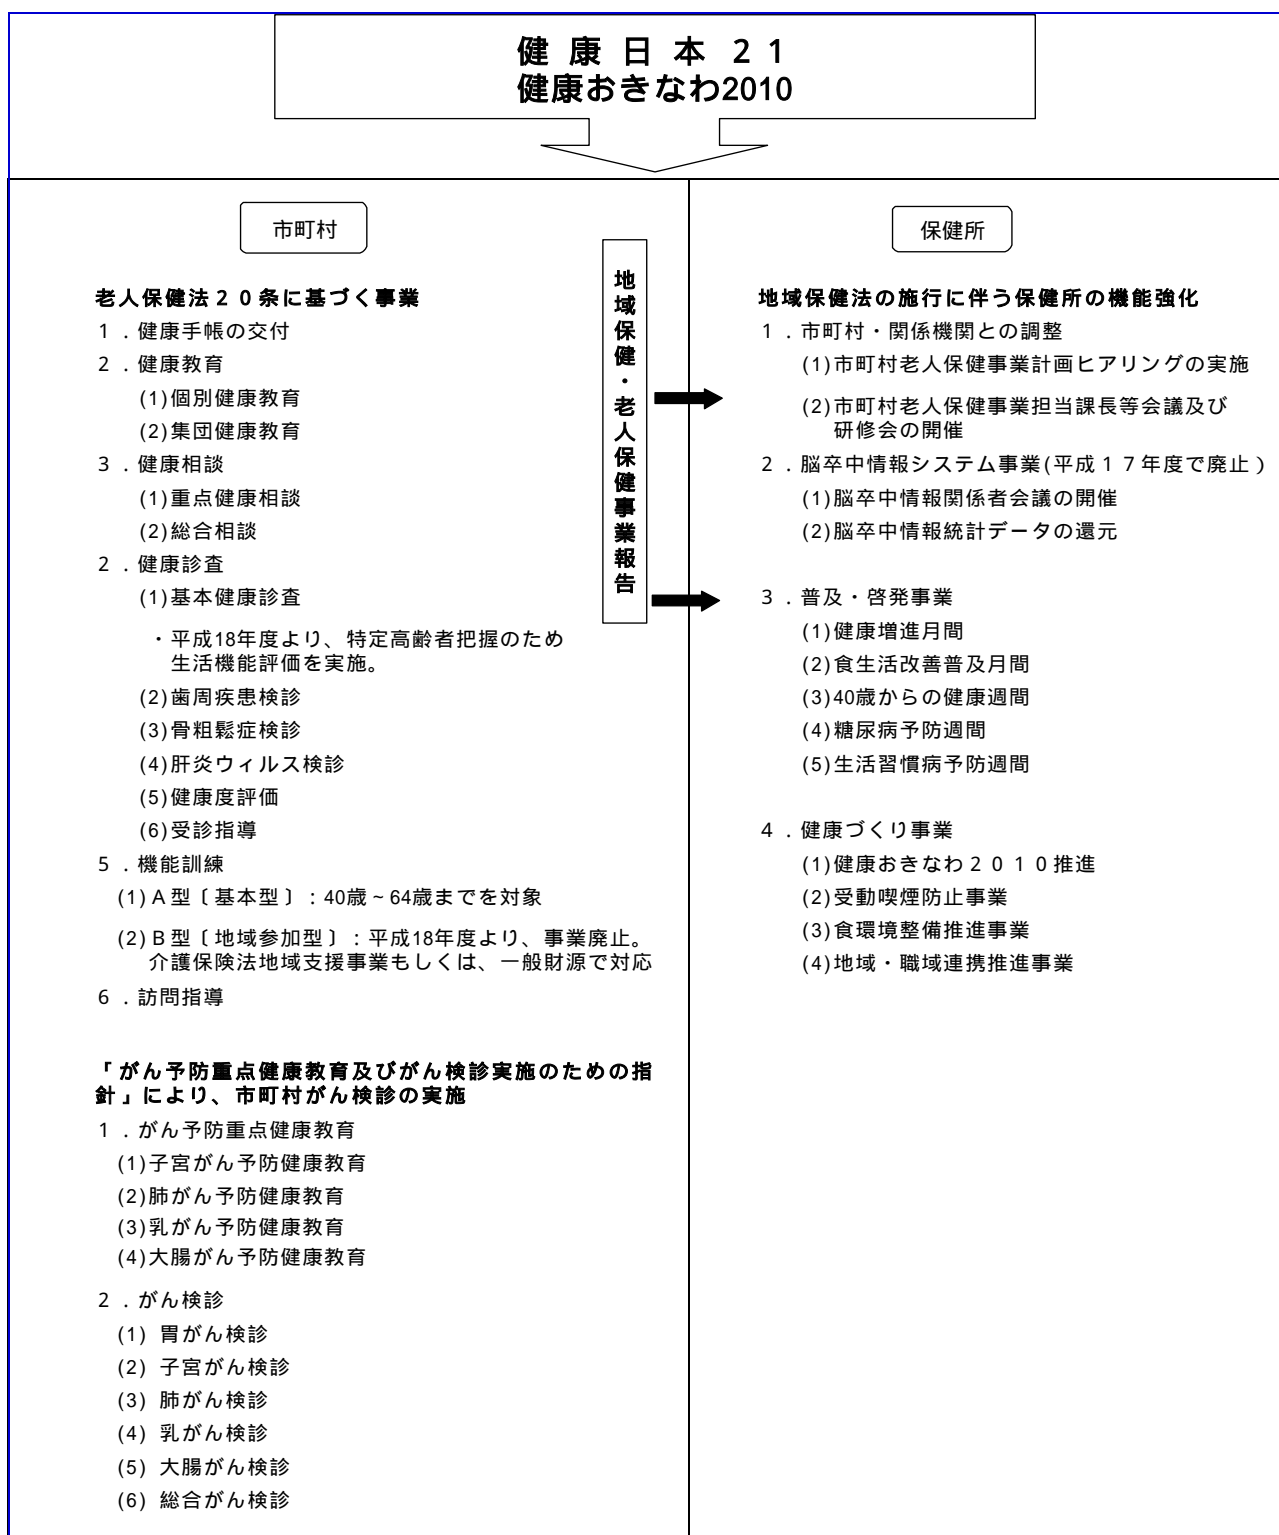 健 康 日 本 ２１
健康おきなわ2010
市町村
老人保健法２０条に基づく事業
１．健康手帳の交付
２．健康教育
(1)個別健康教育
(2)集団健康教育
３．健康相談
(1)重点健康相談
(2)総合相談
２．健康診査
(1)基本健康診査
・平成18年度より、特定高齢者把握のため
生活機能評価を実施。
(2)歯周疾患検診
(3)骨粗鬆症検診
(4)肝炎ウィルス検診
(5)健康度評価
(6)受診指導
５．機能訓練
(1)Ａ型〔基本型〕：40歳～64歳までを対象
(2)Ｂ型〔地域参加型〕：平成18年度より、事業廃止。
介護保険法地域支援事業もしくは、一般財源で対応
６．訪問指導
「がん予防重点健康教育及びがん検診実施のための指
針」により、市町村がん検診の実施
１．がん予防重点健康教育
(1)子宮がん予防健康教育
(2)肺がん予防健康教育
(3)乳がん予防健康教育
(4)大腸がん予防健康教育
２．がん検診
(1) 胃がん検診
(2) 子宮がん検診
(3) 肺がん検診
(4) 乳がん検診
(5) 大腸がん検診
(6) 総合がん検診
地域保健・老人保健事業報告
保健所
地域保健法の施行に伴う保健所の機能強化
１．市町村・関係機関との調整
(1)市町村老人保健事業計画ヒアリングの実施
(2)市町村老人保健事業担当課長等会議及び
研修会の開催
２．脳卒中情報システム事業(平成１７年度で廃止）
(1)脳卒中情報関係者会議の開催
(2)脳卒中情報統計データの還元
３．普及・啓発事業
(1)健康増進月間
(2)食生活改善普及月間
(3)40歳からの健康週間
(4)糖尿病予防週間
(5)生活習慣病予防週間
４．健康づくり事業
(1)健康おきなわ２０１０推進
(2)受動喫煙防止事業
(3)食環境整備推進事業
(4)地域・職域連携推進事業